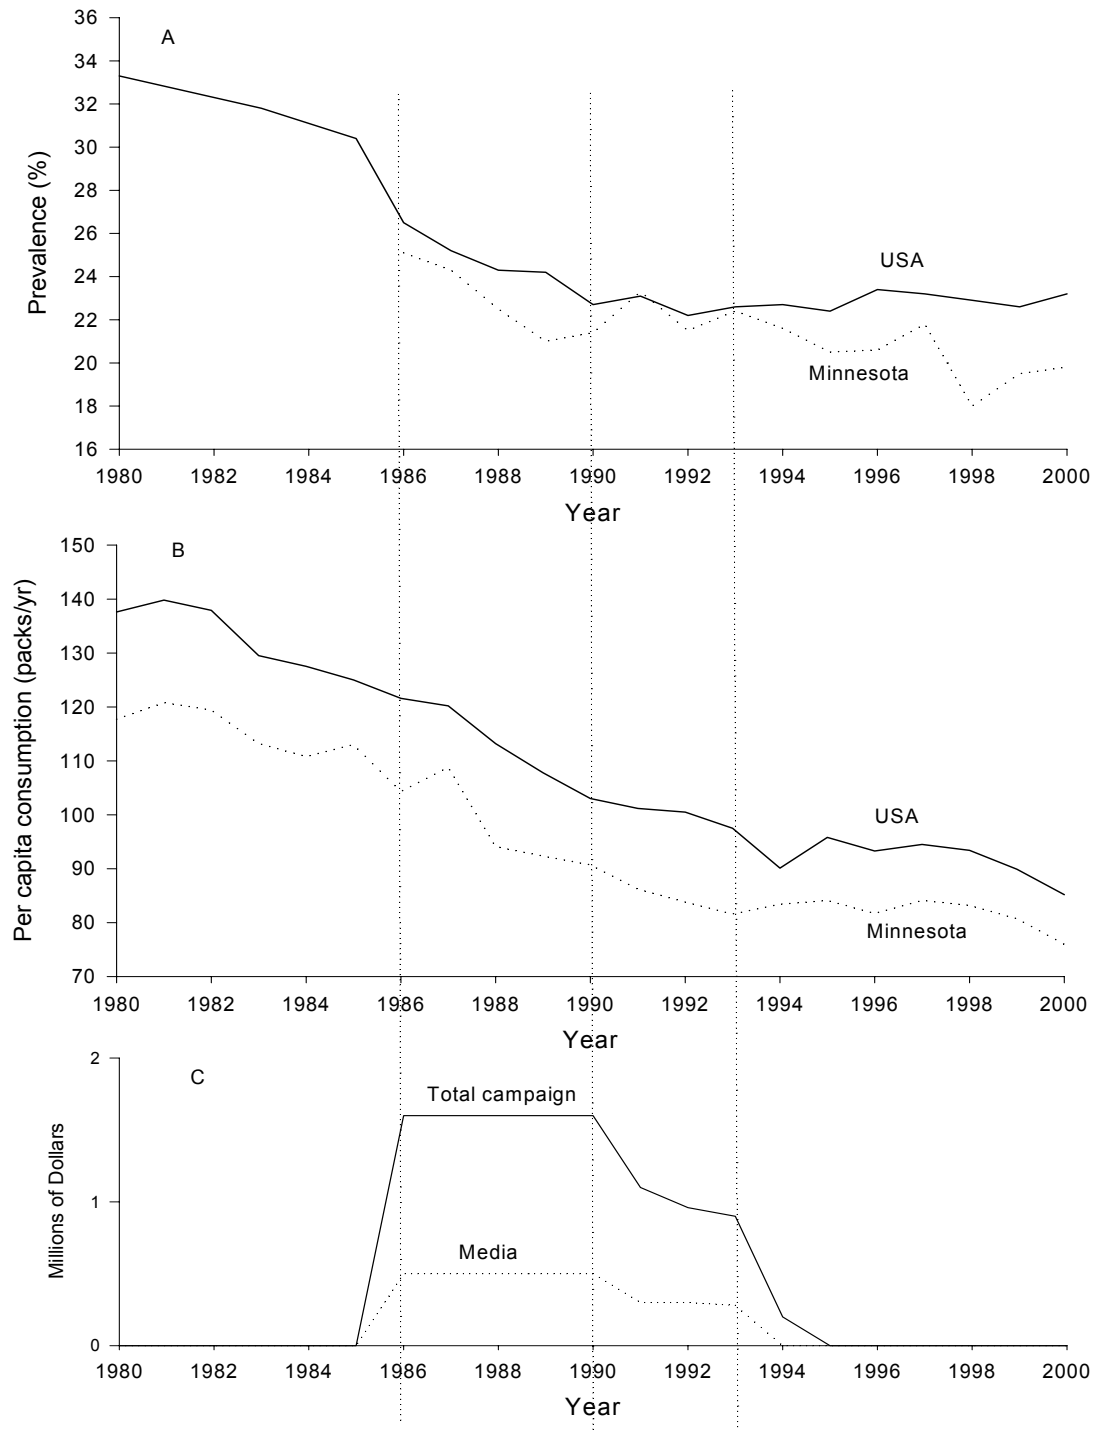 36
A
34
32
30
28
26
24
22
20
18
16
Prevalence (%)
USA
Minnesota
1980 1982 1984 1986 1988 1990 1992 1994 1996 1998 2000
Year
150
B
140
130
120
110
100
90
80
70
Per capita consumption (packs/yr)
USA
Minnesota
1980 1982 1984 1986 1988 1990 1992 1994 1996 1998 2000
Year
2
C
1
0
Millions of Dollars
Total campaign
Media
1980 1982 1984 1986 1988 1990 1992 1994 1996 1998 2000
Year